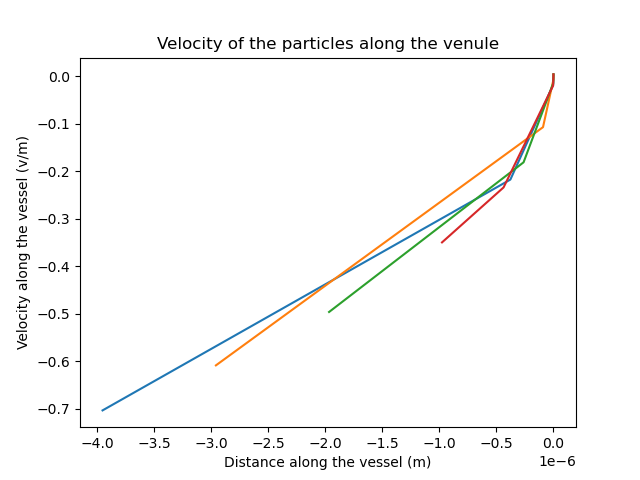 Velocity of the particles along the venule
Velocity along the vessel (v/m)
0.0
−0.1
−0.2
−0.3
−0.4
−0.5
−0.6
−0.7
−4.0 −3.5 −3.0 −2.5 −2.0 −1.5 −1.0 −0.5 0.0
1e−6
Distance along the vessel (m)